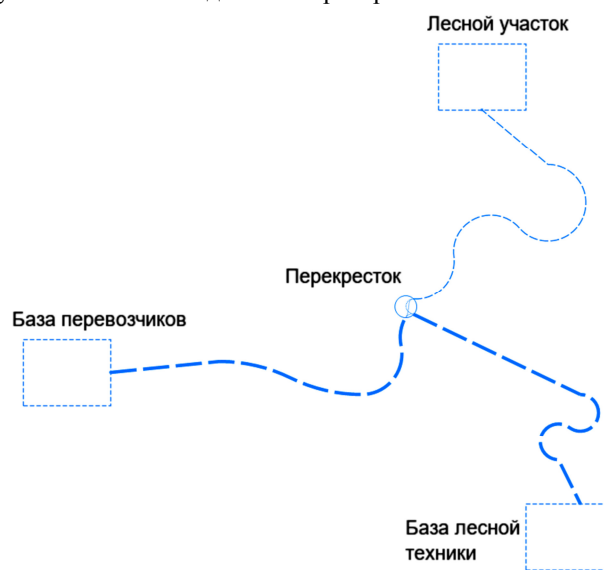 Лесной участок
Перекресток
База перевозчиков
База лесной
техники